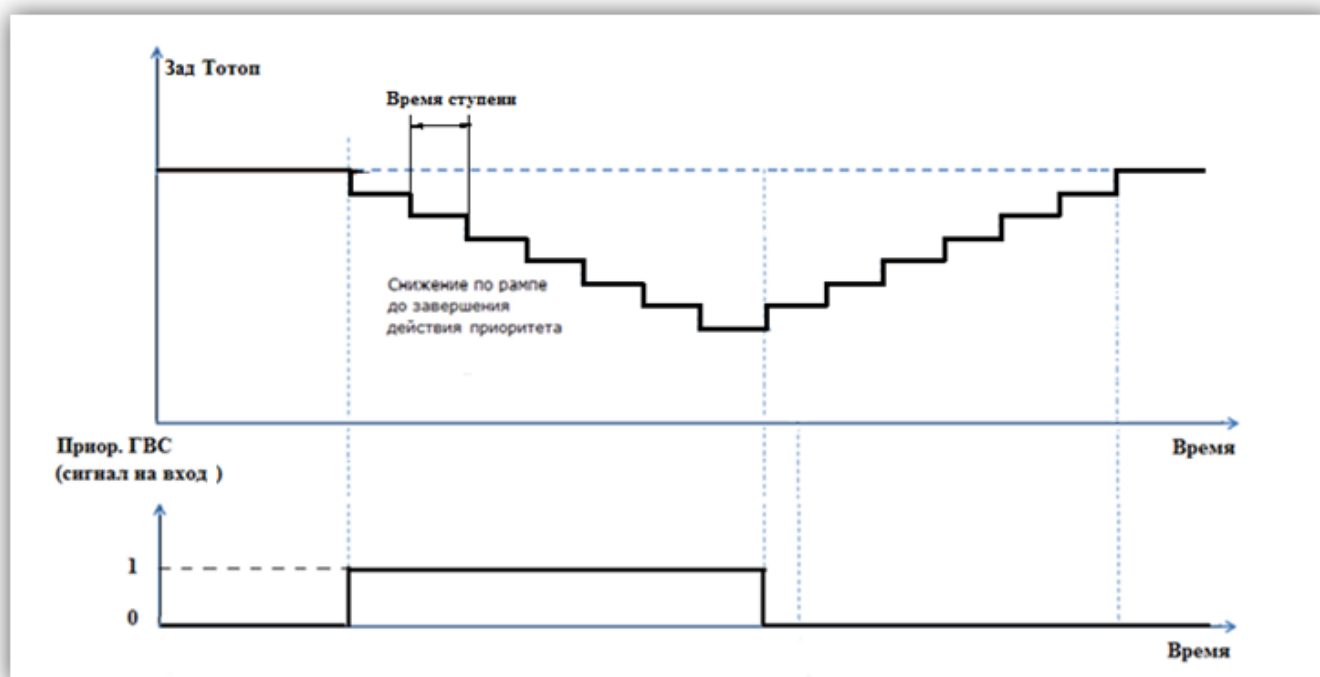 Зад Тотоп
Время ступени
Снижение по рампе
до завершения
действия приоритета
Время
Приор. ГВС
(сигнал на вход )
1
0
Время